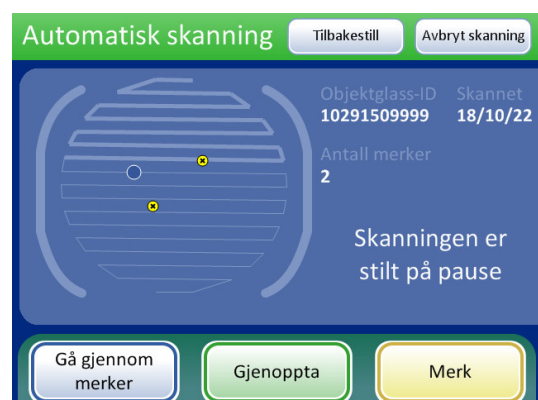 Automatisk skanning
Tilbakestill
Avbryt skanning
Objektglass-ID
Skannet
10291509999
18/10/22
Antall merker
2
Skanningen er
stilt på pause
Gå gjennom
merker
Gjenoppta
Merk